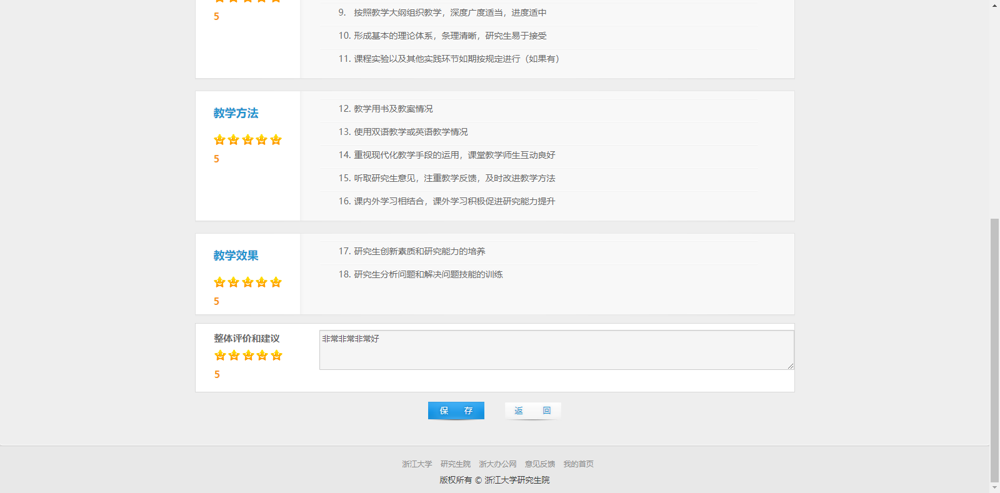 5
9. 按照教学大纲组织教学，深度广度适当，进度适中
10. 形成基本的理论体系，条理清晰，研究生易于接受
11. 课程实验以及其他实践环节如期按规定进行（如果有）
教学方法
5
12. 教学用书及教案情况
13. 使用双语教学或英语教学情况
14. 重视现代化教学手段的运用，课堂教学师生互动良好
15. 听取研究生意见，注重教学反馈，及时改进教学方法
16. 课内外学习相结合，课外学习积极促进研究能力提升
教学效果
5
17. 研究生创新素质和研究能力的培养
18. 研究生分析问题和解决问题技能的训练
整体评价和建议
5
非常非常非常好
保 存 返 回
浙江大学 研究生院 浙大办公网 意见反馈 我的首页
版权所有 © 浙江大学研究生院